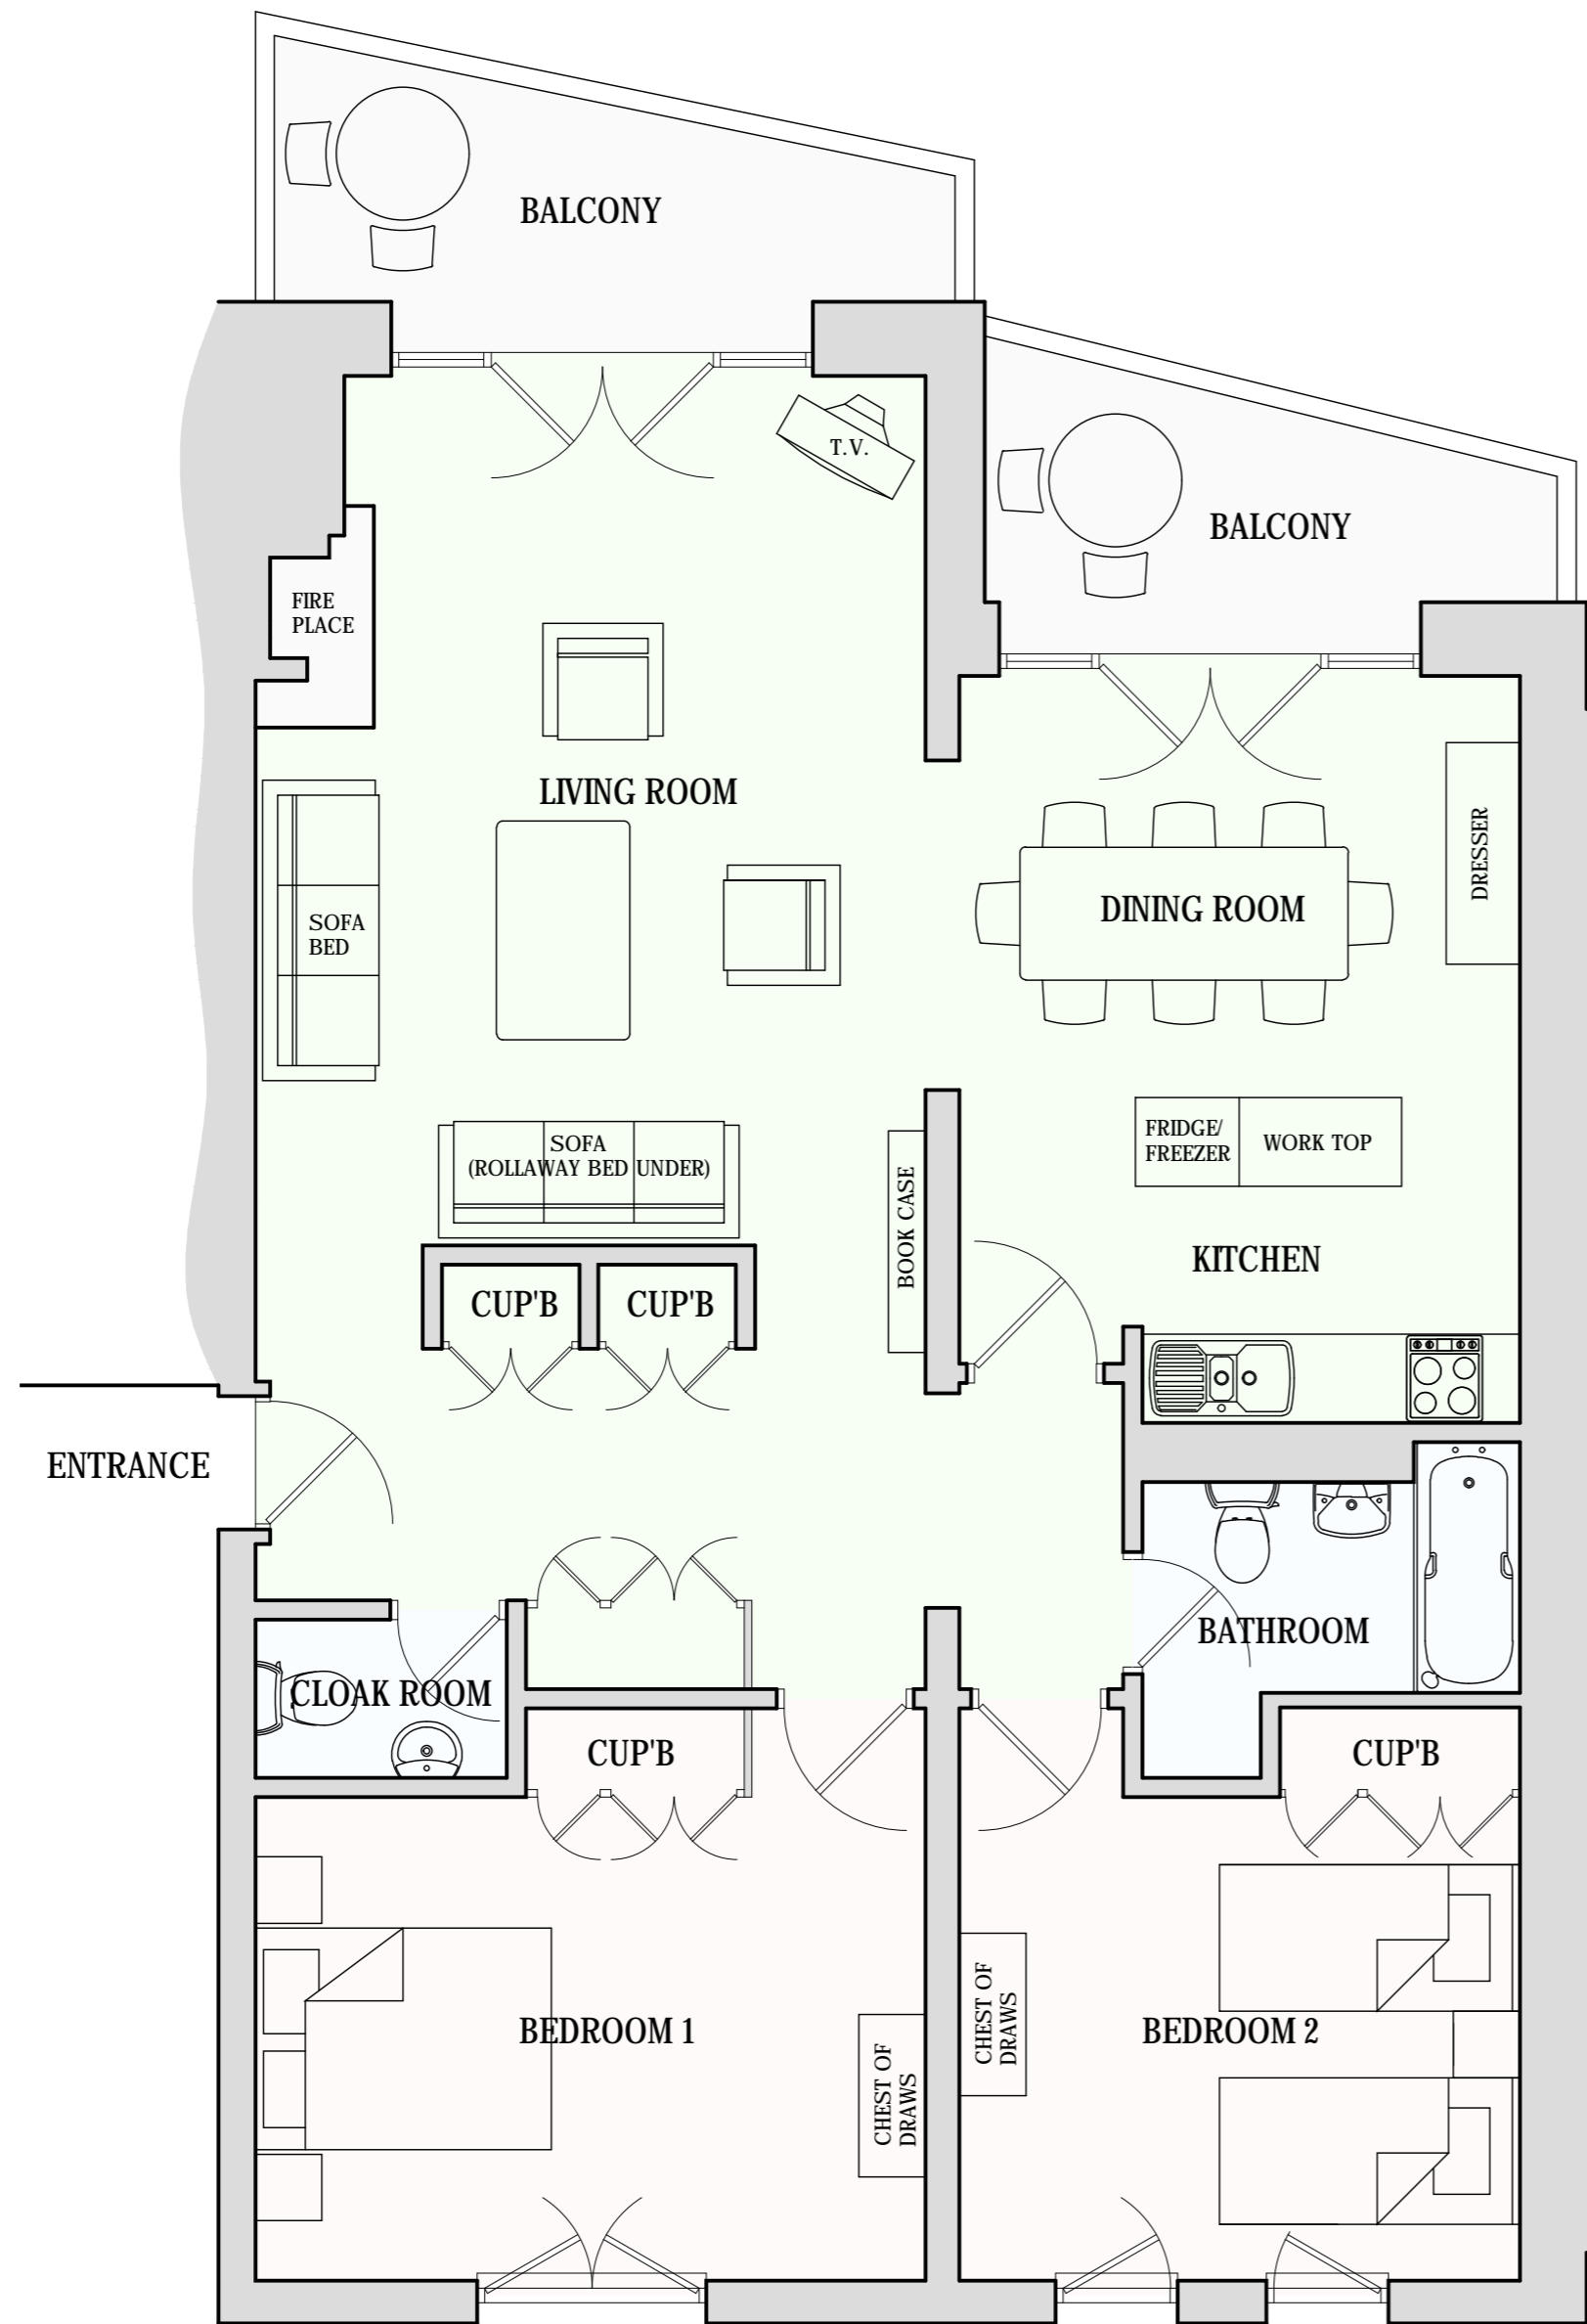 BALCONY
T.V.
BALCONY
FIRE
PLACE
LIVING ROOM
DRESSER
DINING ROOM
SOFA
BED
FRIDGE/
FREEZER
WORK TOP
SOFA
(ROLLAWAY BED UNDER)
BOOK CASE
KITCHEN
CUP'B
CUP'B
ENTRANCE
BATHROOM
CLOAK ROOM
CUP'B
CUP'B
BEDROOM 1
CHEST OF
DRAWS
CHEST OF
DRAWS
BEDROOM 2